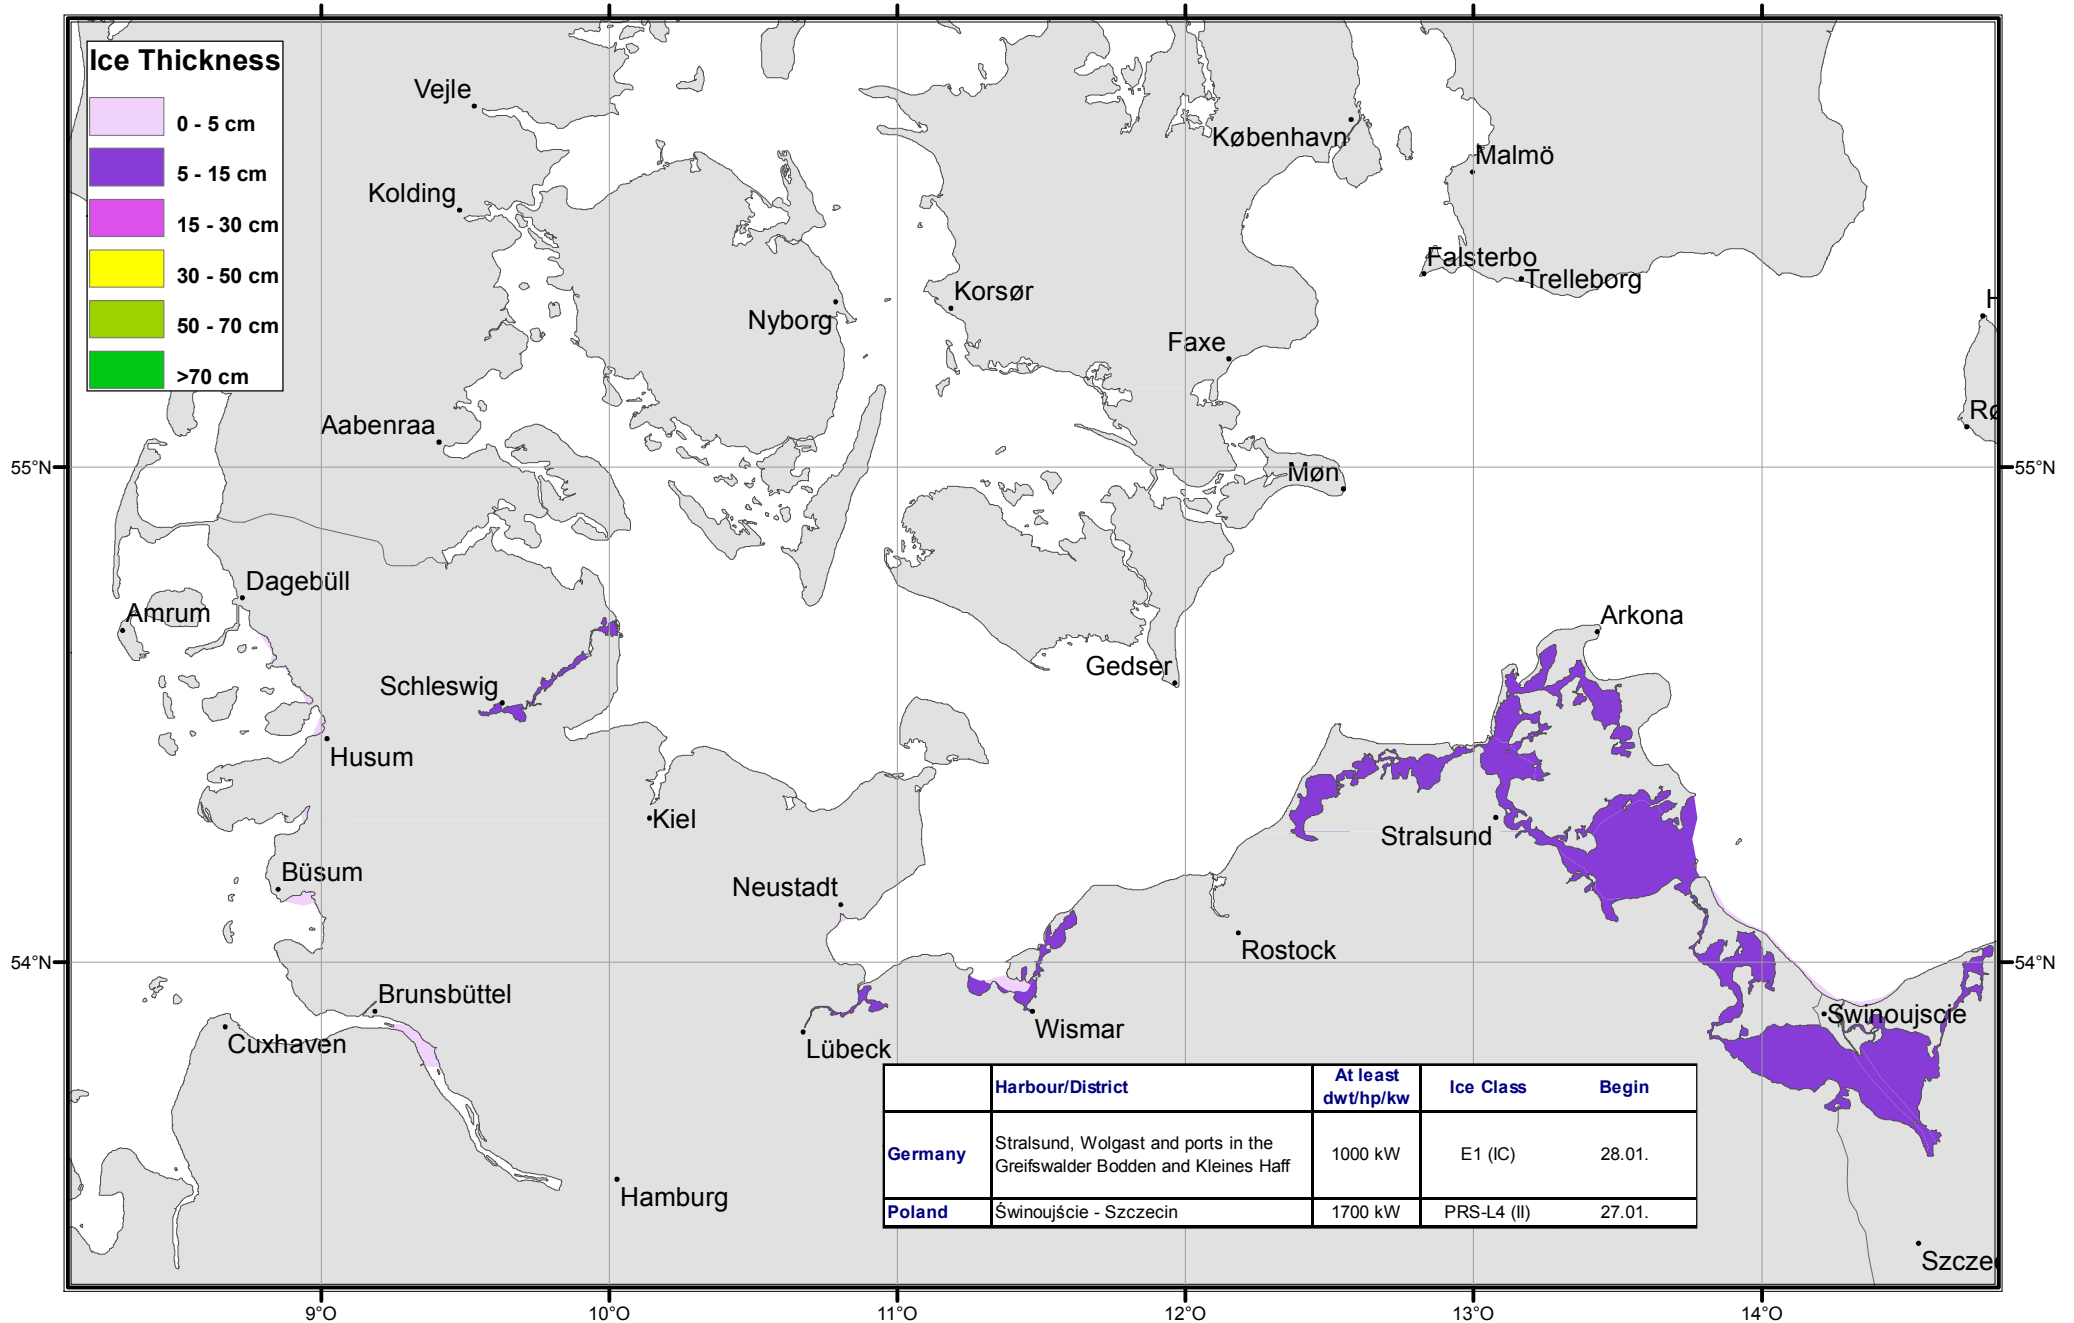 Ice Thickness
0 - 5 cm
5 - 15 cm
15 - 30 cm
30 - 50 cm
50 - 70 cm
>70 cm
Vejle
København
Malmö
Kolding
Falsterbo
Trelleborg
Korsør
H
Nyborg
Faxe
Rø
Aabenraa
55°N
55°N
Møn
Dagebüll
Amrum
Arkona
Gedser
Schleswig
Husum
Kiel
Stralsund
Büsum
Neustadt
Rostock
54°N
54°N
Brunsbüttel
Swinoujscie
Cuxhaven
Wismar
Lübeck
Harbour/District
At least
dwt/hp/kw
Ice Class
Begin
Germany
Stralsund, Wolgast and ports in the
Greifswalder Bodden and Kleines Haff
1000 kW
E1 (IC)
28.01.
Poland
Świnoujście - Szczecin
1700 kW
PRS-L4 (II)
27.01.
Hamburg
Szcze
9°O
10°O
11°O
12°O
13°O
14°O